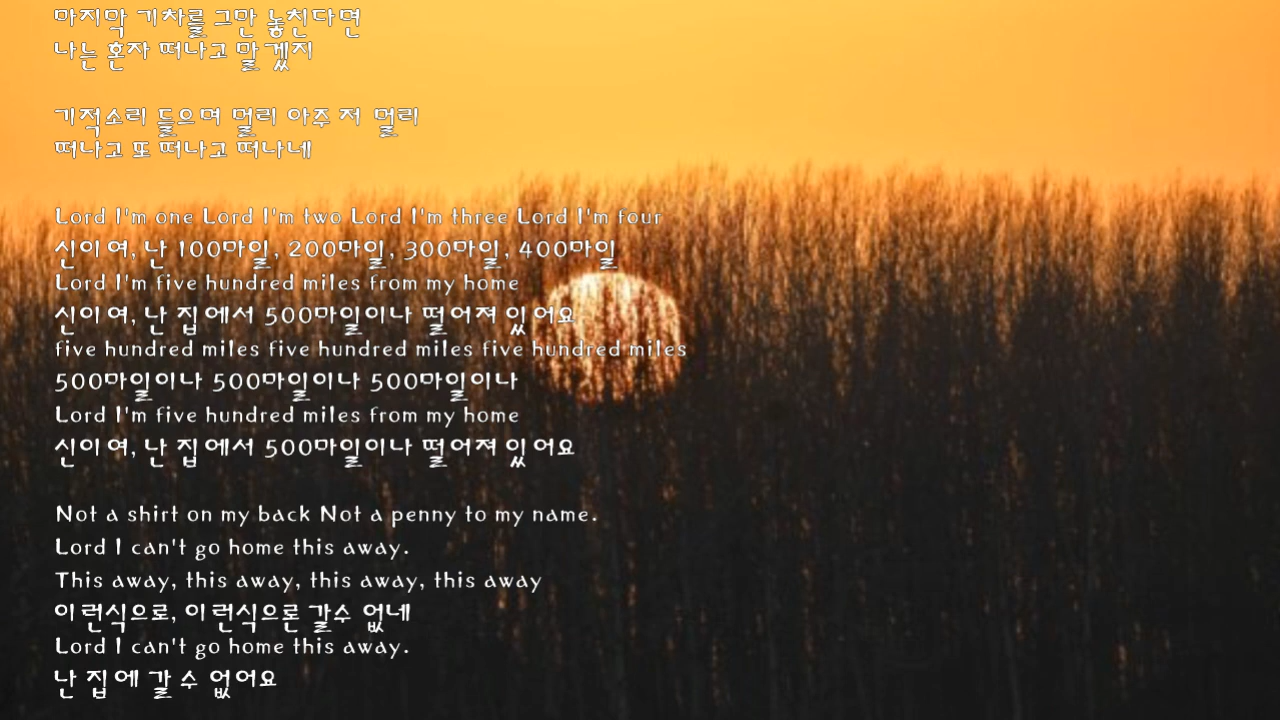 마지막 기차를 그만 놓친다면
나는 혼자 떠나고 말겠지
기적소리 들으며 멀리 아주 저 멀리
떠나고 또 떠나고 떠나네
Lord I'm one Lord I'm two Lord I'm three Lord I'm four
신이여, 난 100마일, 200마일, 300마일, 400마일
Lord I'm five hundred miles from my home
신이여, 난 집에서 500마일이나 떨어져 있어요
five hundred miles five hundred miles five hundred miles
500마일이나 500마일이나 500마일이나
Lord I'm five hundred miles from my home
신이여, 난 집에서 500마일이나 떨어져 있어요
Not a shirt on my back Not a penny to my name.
Lord I can't go home this away.
This away, this away, this away, this away
이런식으로, 이런식으론 갈수 없네
Lord I can't go home this away.
난 집에 갈 수 없어요